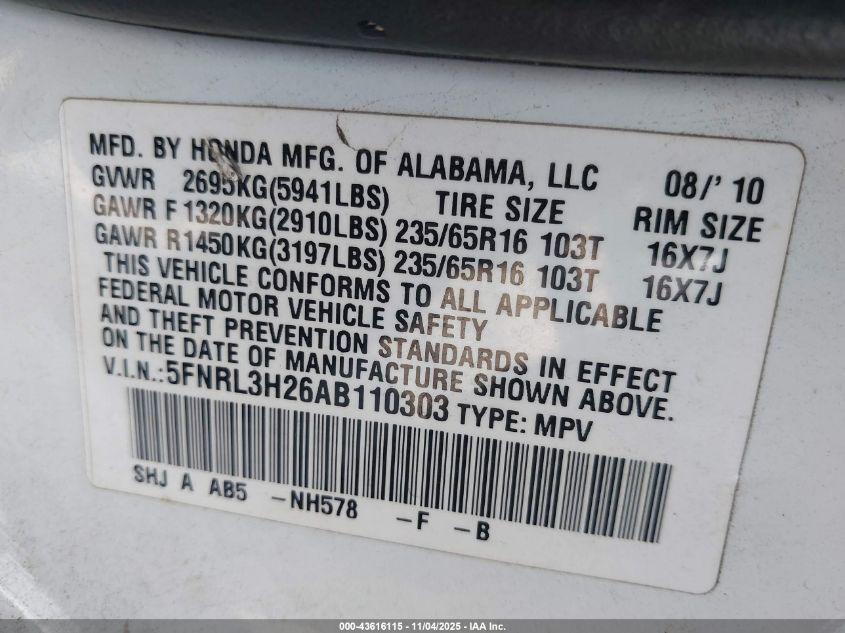 MFD. BY HONDA MFG. OF ALABAMA, LLC 08/' 10
GVWR 2695KG(5941LBS) TIRE SIZE RIM SIZE
GAWR F 1320KG(2910LBS) 235/65R16 103T 16X7J
GAWR R 1450KG(3197LBS) 235/65R16 103T 16X7J
THIS VEHICLE CONFORMS TO ALL APPLICABLE
FEDERAL MOTOR VEHICLE SAFETY
AND THEFT PREVENTION STANDARDS IN EFFECT
ON THE DATE OF MANUFACTURE SHOWN ABOVE.
V.I.N.: 5FNRL3H26AB110303 TYPE: MPV
SHJ A AB5 -NH578 -F -B
000-43616115 - 11/04/2025 - IAA Inc.